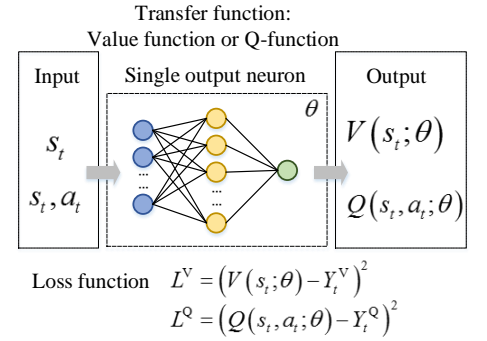 Transfer function:
Value function or Q-function
Input
Single output neuron
Output
θ
s_t
s_t, a_t
...
...
...
...
V(s_t;θ)
Q(s_t, a_t;θ)
Loss function L^V = (V(s_t;θ) − Y_t^V)^2
L^Q = (Q(s_t, a_t;θ) − Y_t^Q)^2